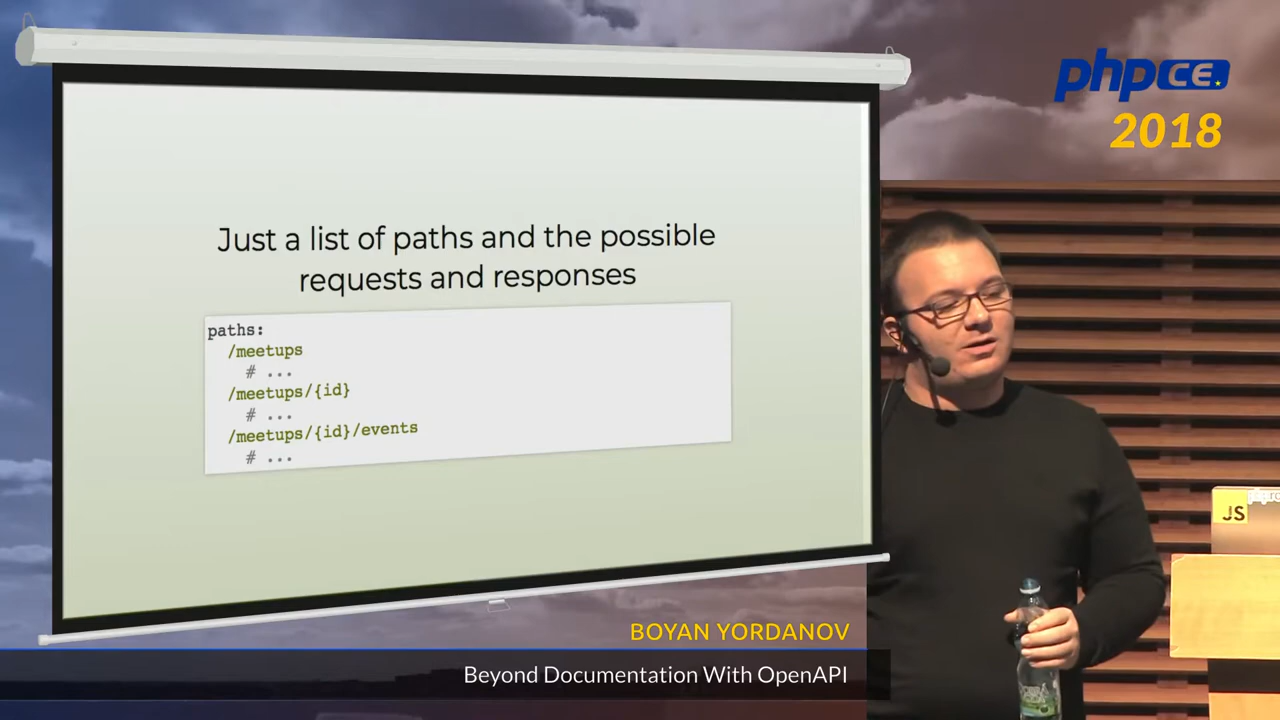 phpce
2018
Just a list of paths and the possible
requests and responses
paths:
/meetups
# ...
/meetups/{id}
# ...
/meetups/{id}/events
# ...
JS
BOYAN YORDANOV
Beyond Documentation With OpenAPI